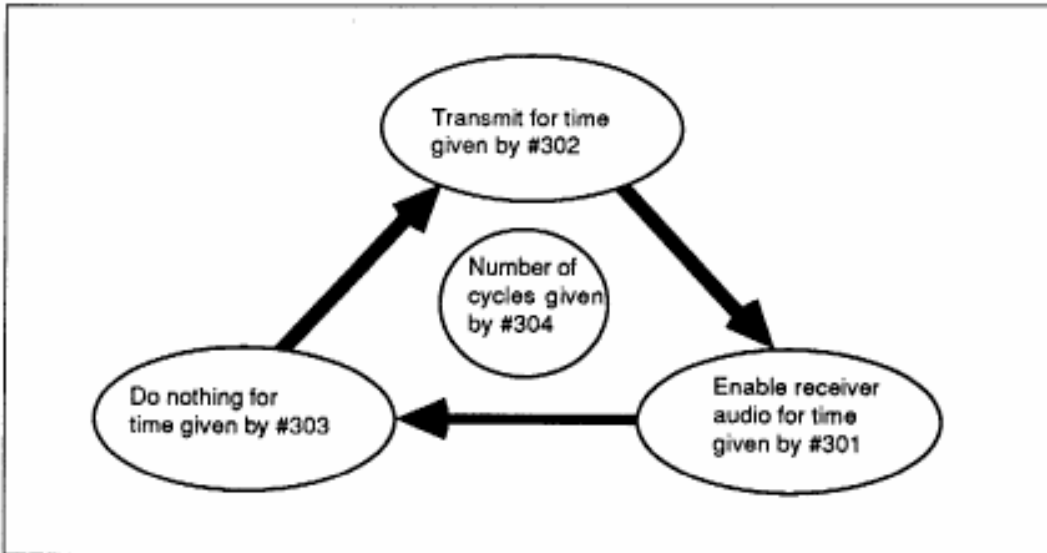 Transmit for time
given by #302
Number of
cycles given
by #304
Do nothing for
time given by #303
Enable receiver
audio for time
given by #301